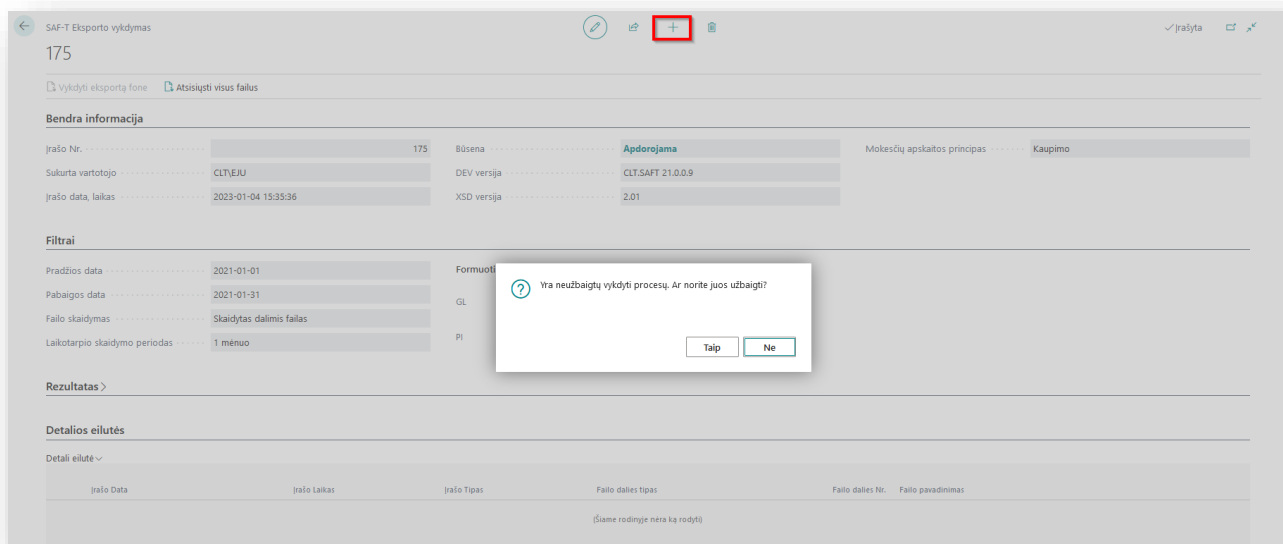 SAF-T Eksporto vykdymas
Įrašyta
175
Vykdyti eksportą fone Atsisiųsti visus failus
Bendra informacija
Įrašo Nr. 175 Būsena Apdorojama Mokesčių apskaitos principas Kaupimo
Sukurta vartotojo CLT\EJU DEV versija CLT.SAFT 21.0.0.9
Įrašo data, laikas 2023-01-04 15:35:36 XSD versija 2.01
Filtrai
Pradžios data 2021-01-01 Formuoti
Pabaigos data 2021-01-31 GL
Failo skaidymas Skaidytas dalimis failas
Laikotarpio skaidymo periodas 1 mėnuo PI
Yra neužbaigtų vykdyti procesų. Ar norite juos užbaigti?
Taip Ne
Rezultatas >
Detalios eilutės
Detali eilutė
Įrašo Data Įrašo Laikas Įrašo Tipas Failo dalies tipas Failo dalies Nr. Failo pavadinimas
(Šiame rodinyje nėra ką rodyti)